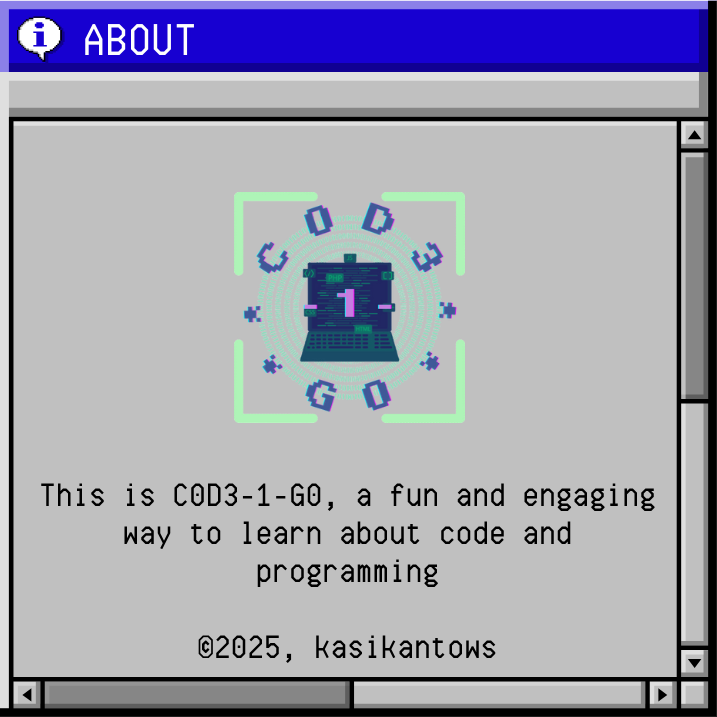 ABOUT
C0D3
1
G0
This is C0D3-1-G0, a fun and engaging
way to learn about code and
programming
©2025, kasikantows